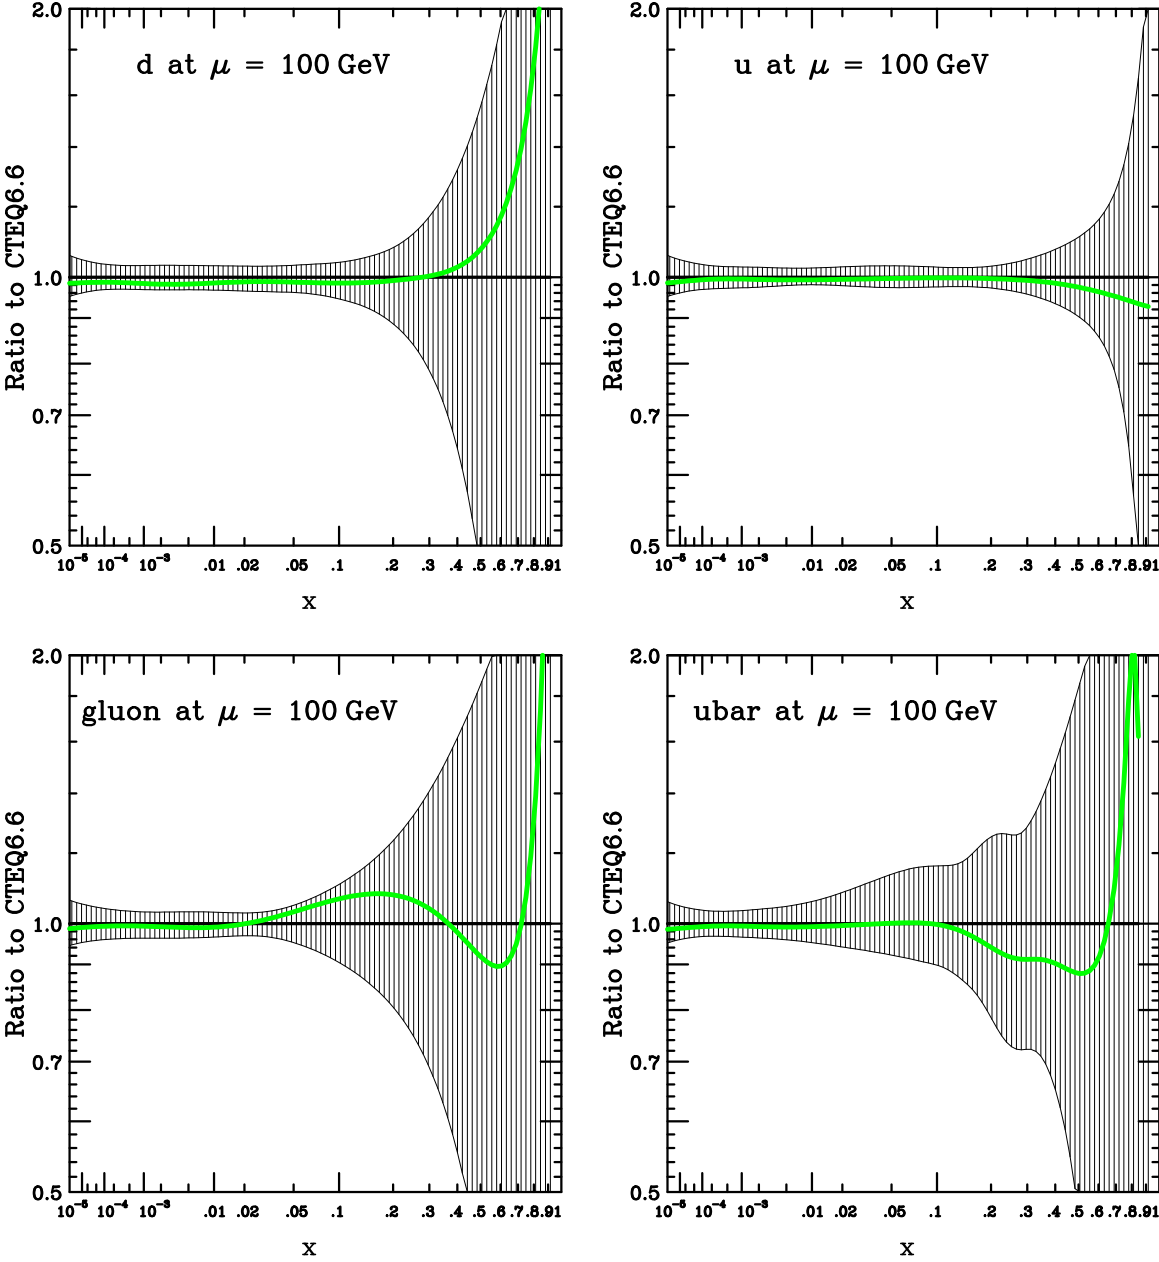 d at μ = 100 GeV
Ratio to CTEQ6.6
2.0
1.0
0.7
0.5
10⁻⁵ 10⁻⁴ 10⁻³ .01 .02 .05 .1 .2 .3 .4 .5 .6 .7 .8 .9 1
x
u at μ = 100 GeV
Ratio to CTEQ6.6
2.0
1.0
0.7
0.5
10⁻⁵ 10⁻⁴ 10⁻³ .01 .02 .05 .1 .2 .3 .4 .5 .6 .7 .8 .9 1
x
gluon at μ = 100 GeV
Ratio to CTEQ6.6
2.0
1.0
0.7
0.5
10⁻⁵ 10⁻⁴ 10⁻³ .01 .02 .05 .1 .2 .3 .4 .5 .6 .7 .8 .9 1
x
ubar at μ = 100 GeV
Ratio to CTEQ6.6
2.0
1.0
0.7
0.5
10⁻⁵ 10⁻⁴ 10⁻³ .01 .02 .05 .1 .2 .3 .4 .5 .6 .7 .8 .9 1
x